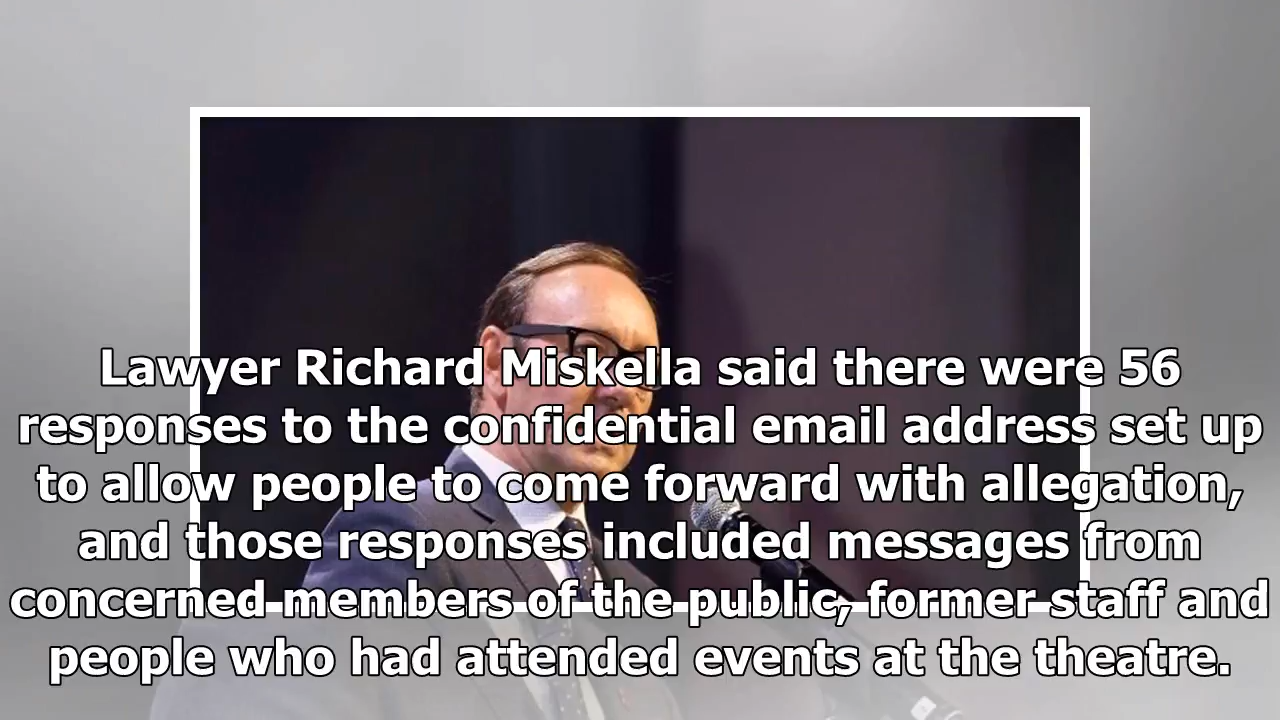 Lawyer Richard Miskella said there were 56
responses to the confidential email address set up
to allow people to come forward with allegation,
and those responses included messages from
concerned members of the public, former staff and
people who had attended events at the theatre.